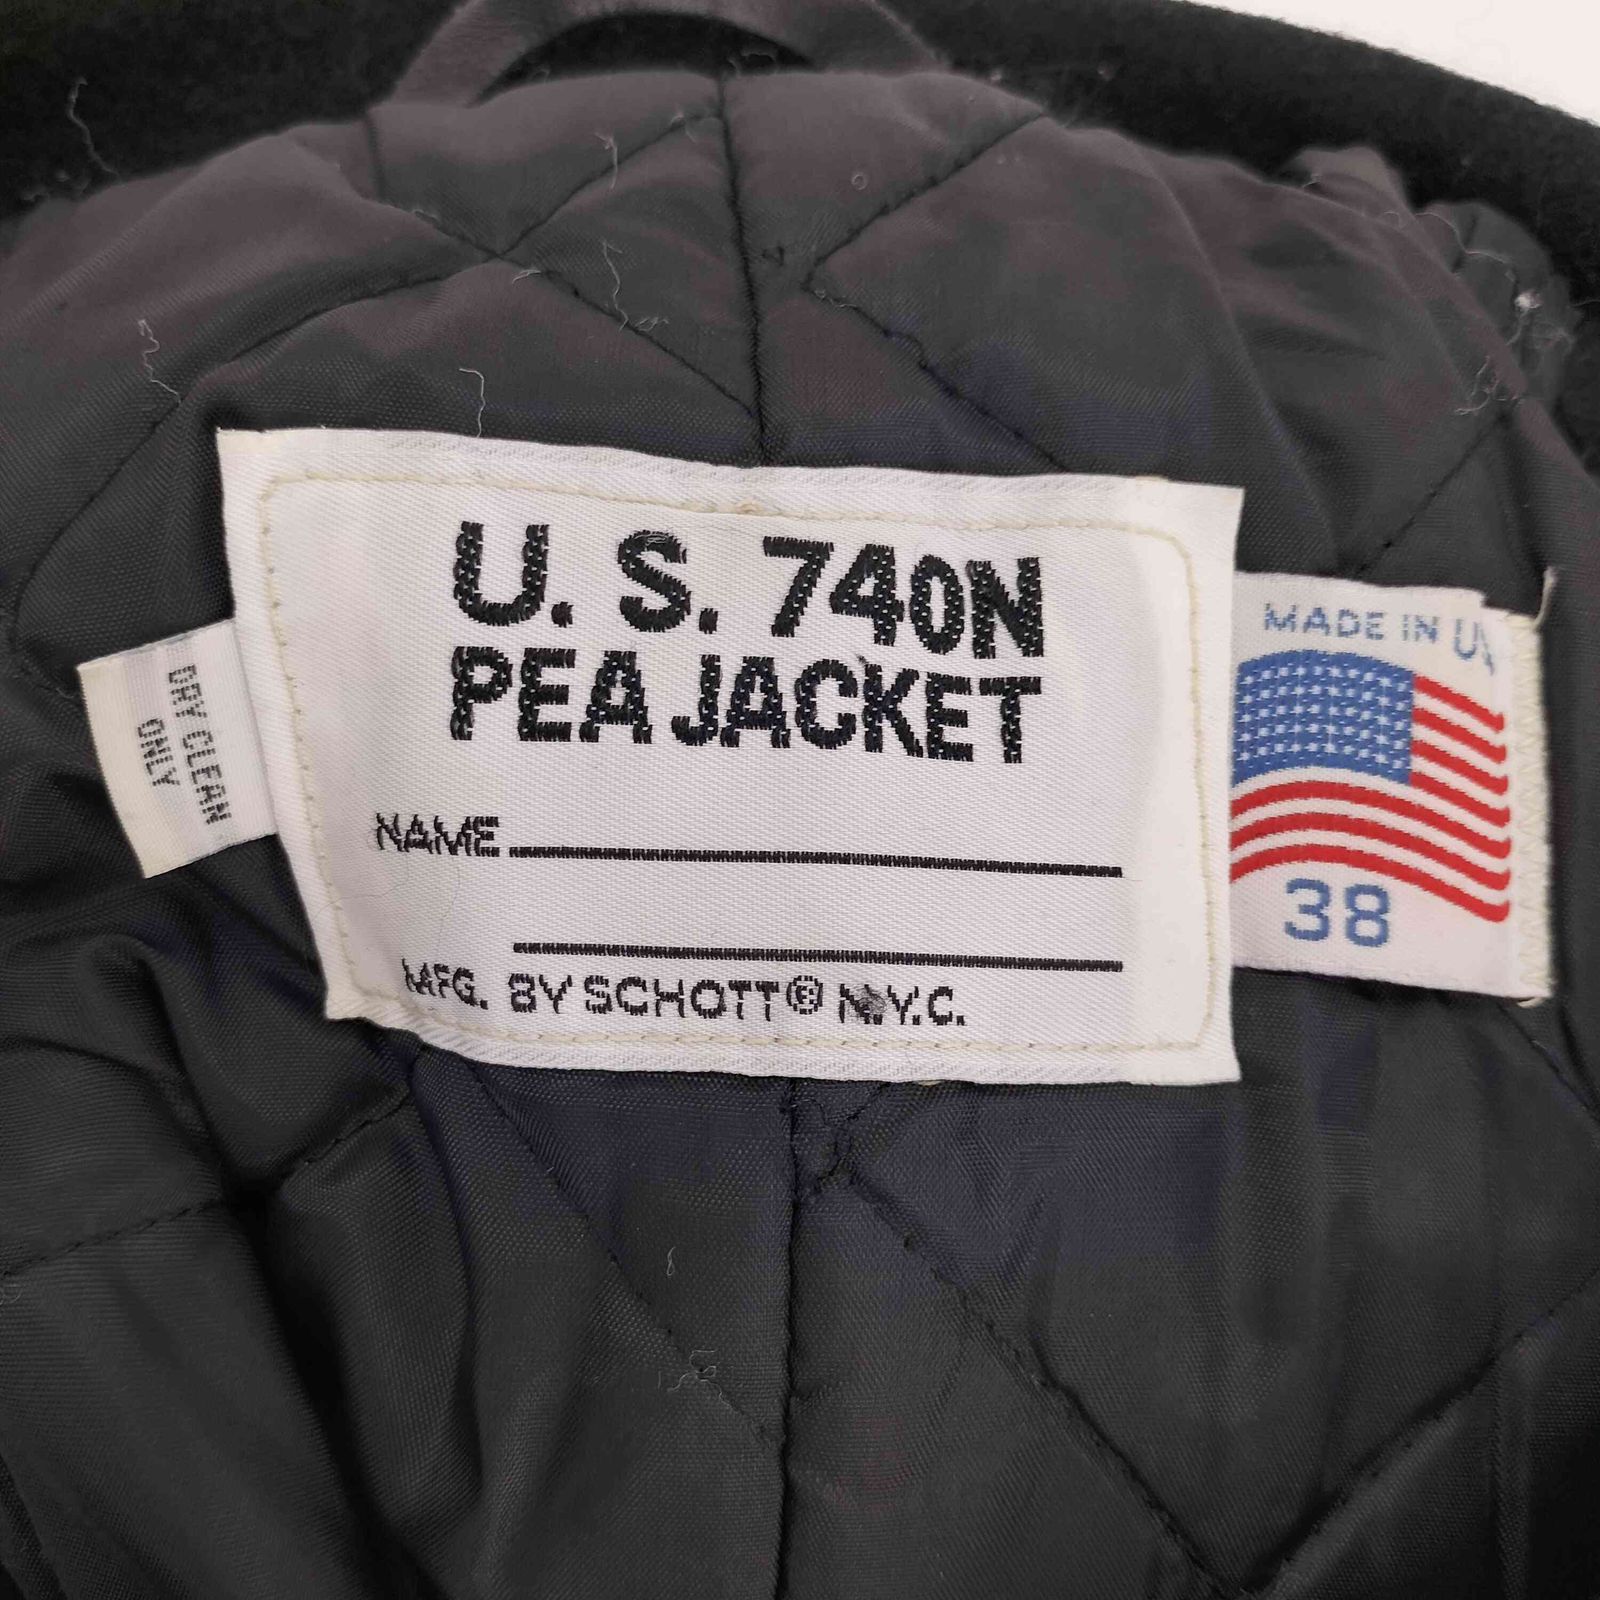 U. S. 740N
PEA JACKET
NAME
MFG. BY SCHOTT® N.Y.C.
DRY CLEAN
ONLY
MADE IN
38